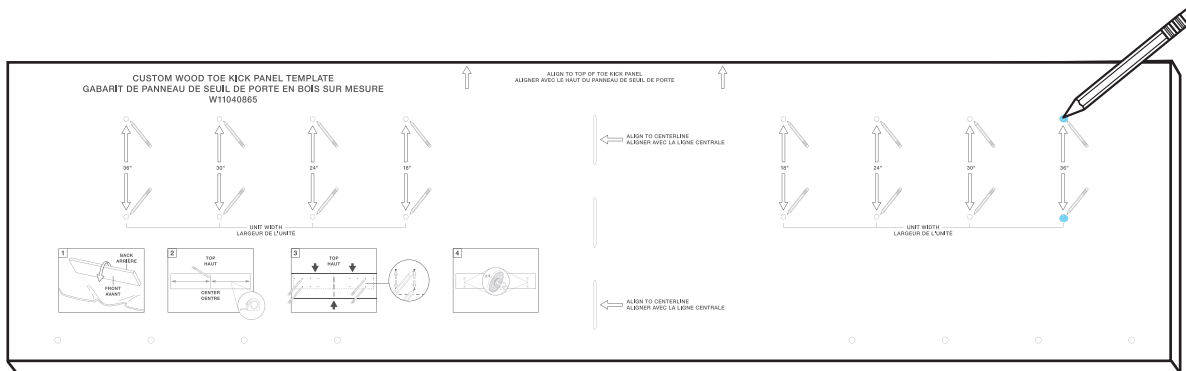 CUSTOM WOOD TOE KICK PANEL TEMPLATE
GABARIT DE PANNEAU DE SEUIL DE PORTE EN BOIS SUR MESURE
W11040865
ALIGN TO TOP OF TOE KICK PANEL
ALIGNER AVEC LE HAUT DU PANNEAU DE SEUIL DE PORTE
ALIGN TO CENTERLINE
ALIGNER AVEC LA LIGNE CENTRALE
36"
30"
24"
18"
18"
24"
30"
36"
UNIT WIDTH
LARGEUR DE L'UNITÉ
UNIT WIDTH
LARGEUR DE L'UNITÉ
1
BACK
ARRIÈRE
FRONT
AVANT
2
TOP
HAUT
CENTER
CENTRE
3
TOP
HAUT
4
ALIGN TO CENTERLINE
ALIGNER AVEC LA LIGNE CENTRALE